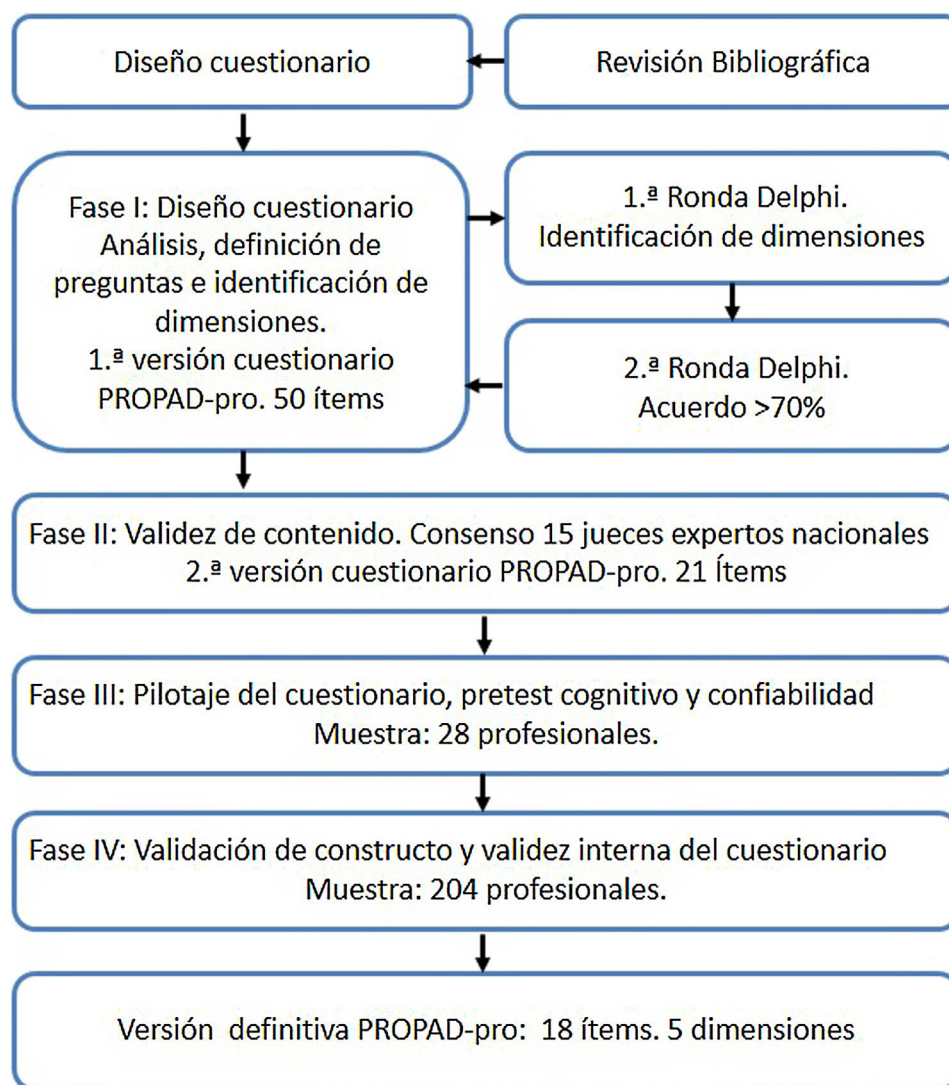 Diseño cuestionario
Revisión Bibliográfica
Fase I: Diseño cuestionario
Análisis, definición de
preguntas e identificación de
dimensiones.
1.ª versión cuestionario
PROPAD-pro. 50 ítems
1.ª Ronda Delphi.
Identificación de dimensiones
2.ª Ronda Delphi.
Acuerdo >70%
Fase II: Validez de contenido. Consenso 15 jueces expertos nacionales
2.ª versión cuestionario PROPAD-pro. 21 Ítems
Fase III: Pilotaje del cuestionario, pretest cognitivo y confiabilidad
Muestra: 28 profesionales.
Fase IV: Validación de constructo y validez interna del cuestionario
Muestra: 204 profesionales.
Versión definitiva PROPAD-pro: 18 ítems. 5 dimensiones